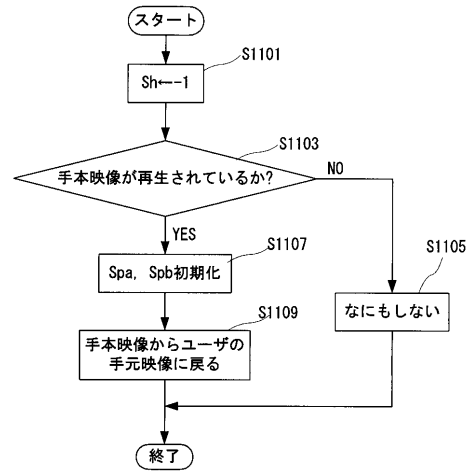 スタート
S1101
Sh←-1
S1103
手本映像が再生されているか?
NO
YES
S1107
Spa, Spb初期化
S1105
なにもしない
S1109
手本映像からユーザの
手元映像に戻る
終了